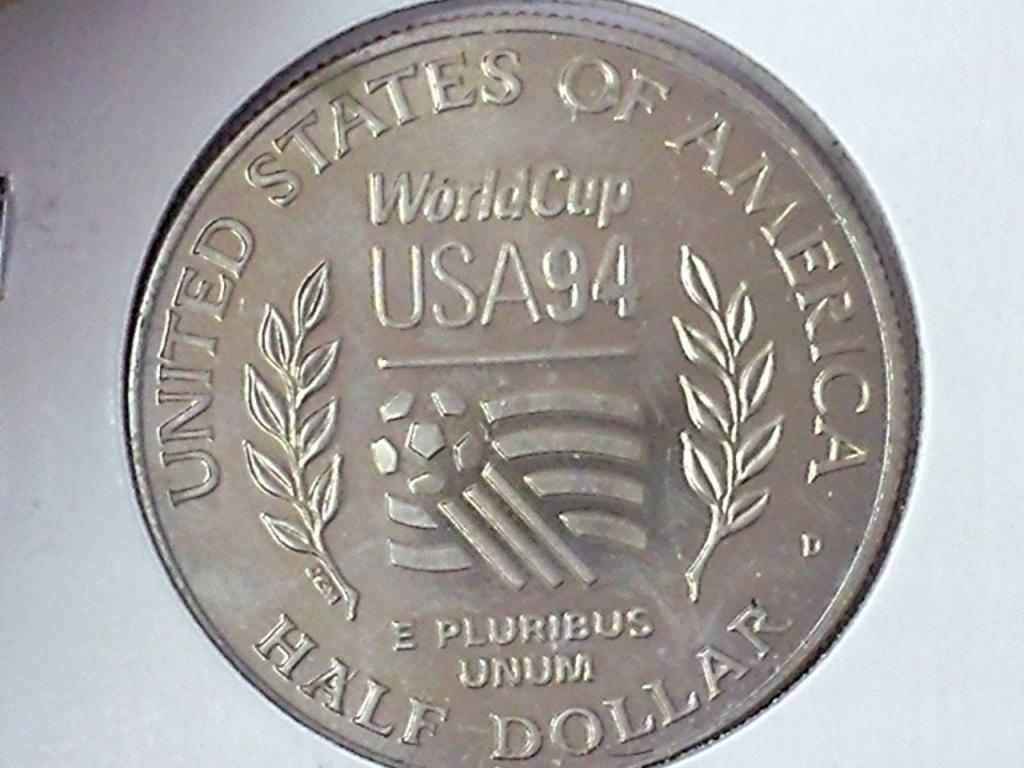 UNITED STATES OF AMERICA
WorldCup
USA94
D
E PLURIBUS
UNUM
HALF DOLLAR